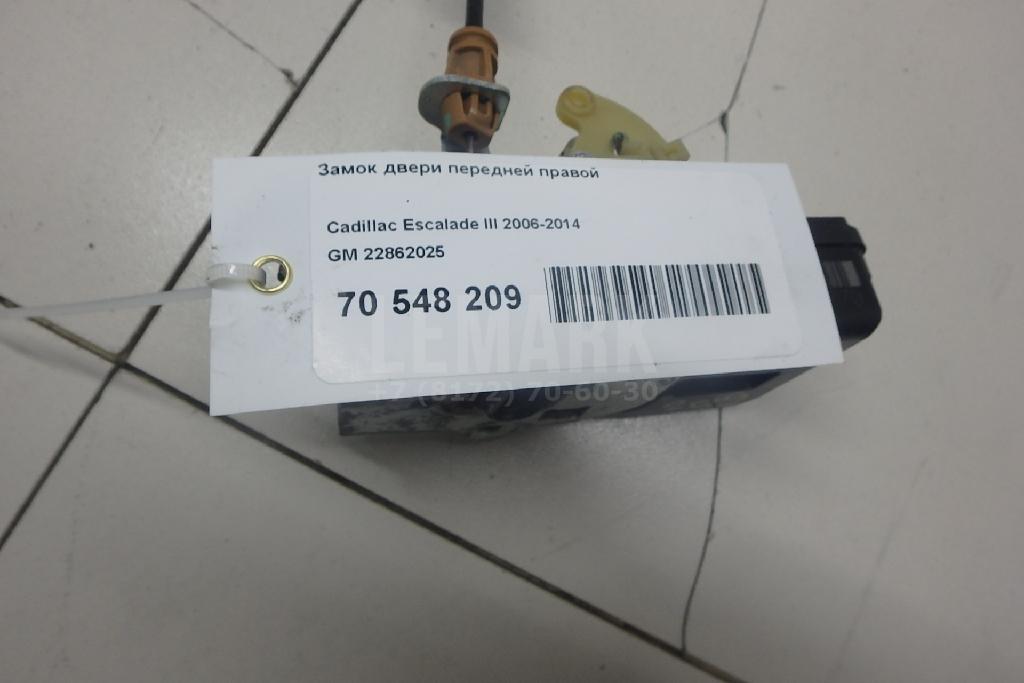 Замок двери передней правой
Cadillac Escalade III 2006-2014
GM 22862025
70 548 209
LEMARK
+7 (8172) 70-60-30